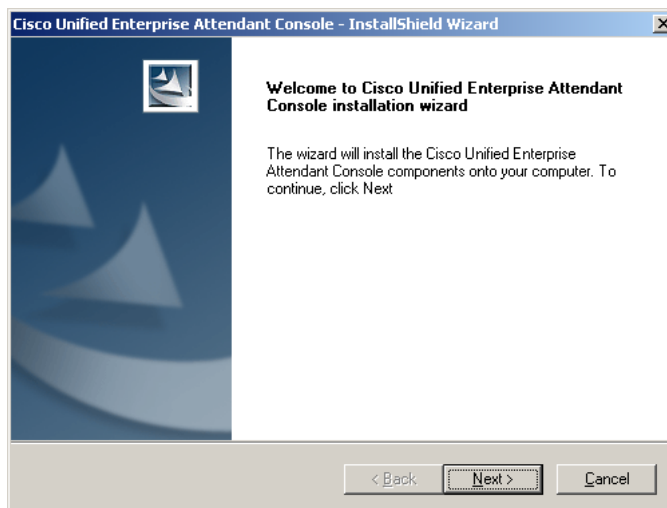 Cisco Unified Enterprise Attendant Console - InstallShield Wizard
Welcome to Cisco Unified Enterprise Attendant
Console installation wizard
The wizard will install the Cisco Unified Enterprise
Attendant Console components onto your computer. To
continue, click Next
< Back Next > Cancel